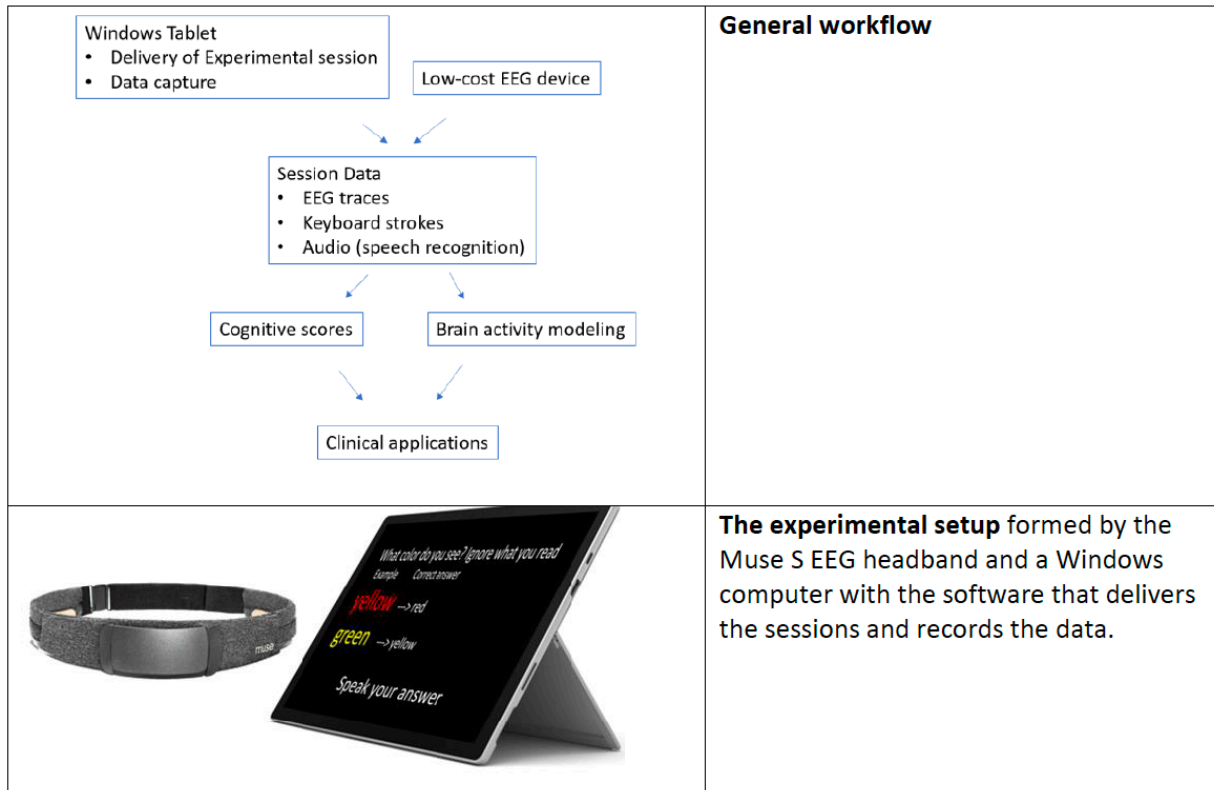 Windows Tablet
• Delivery of Experimental session
• Data capture
Low-cost EEG device
Session Data
• EEG traces
• Keyboard strokes
• Audio (speech recognition)
Cognitive scores
Brain activity modeling
Clinical applications
General workflow
What color do you see? Ignore what you read
Example Correct answer
yellow ---> red
green ---> yellow
Speak your answer
muse
The experimental setup formed by the
Muse S EEG headband and a Windows
computer with the software that delivers
the sessions and records the data.